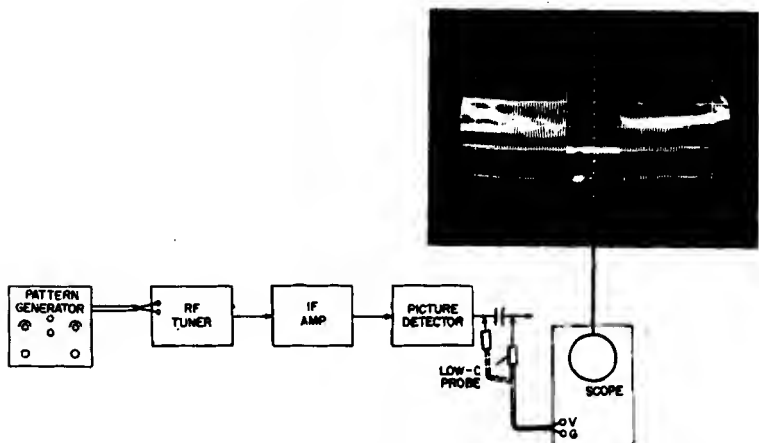 PATTERN
GENERATOR
RF
TUNER
IF
AMP
PICTURE
DETECTOR
LOW-C
PROBE
SCOPE
V
G